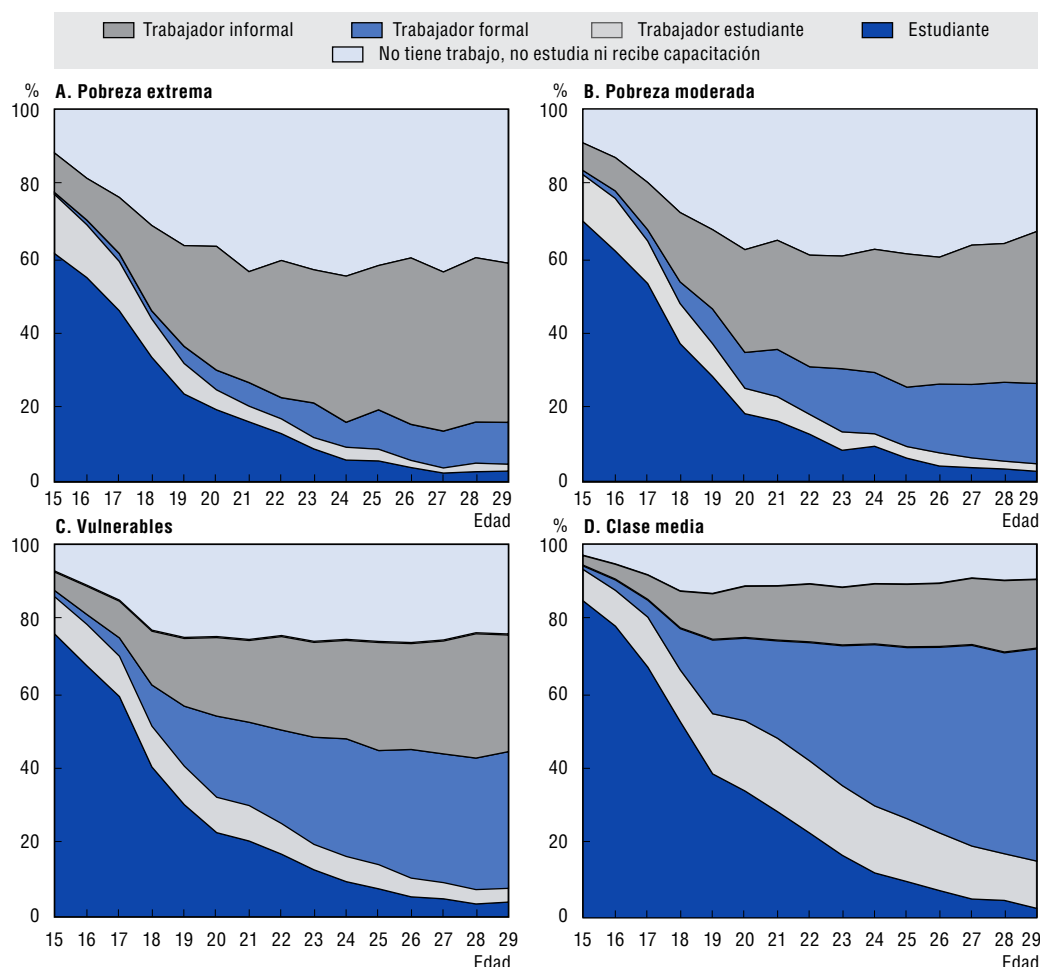 Trabajador informal Trabajador formal Trabajador estudiante Estudiante
No tiene trabajo, no estudia ni recibe capacitación
% A. Pobreza extrema
100
80
60
40
20
0
15 16 17 18 19 20 21 22 23 24 25 26 27 28 29
Edad
% B. Pobreza moderada
100
80
60
40
20
0
15 16 17 18 19 20 21 22 23 24 25 26 27 28 29
Edad
C. Vulnerables
100
80
60
40
20
0
15 16 17 18 19 20 21 22 23 24 25 26 27 28 29
Edad
% D. Clase media
100
80
60
40
20
0
15 16 17 18 19 20 21 22 23 24 25 26 27 28 29
Edad